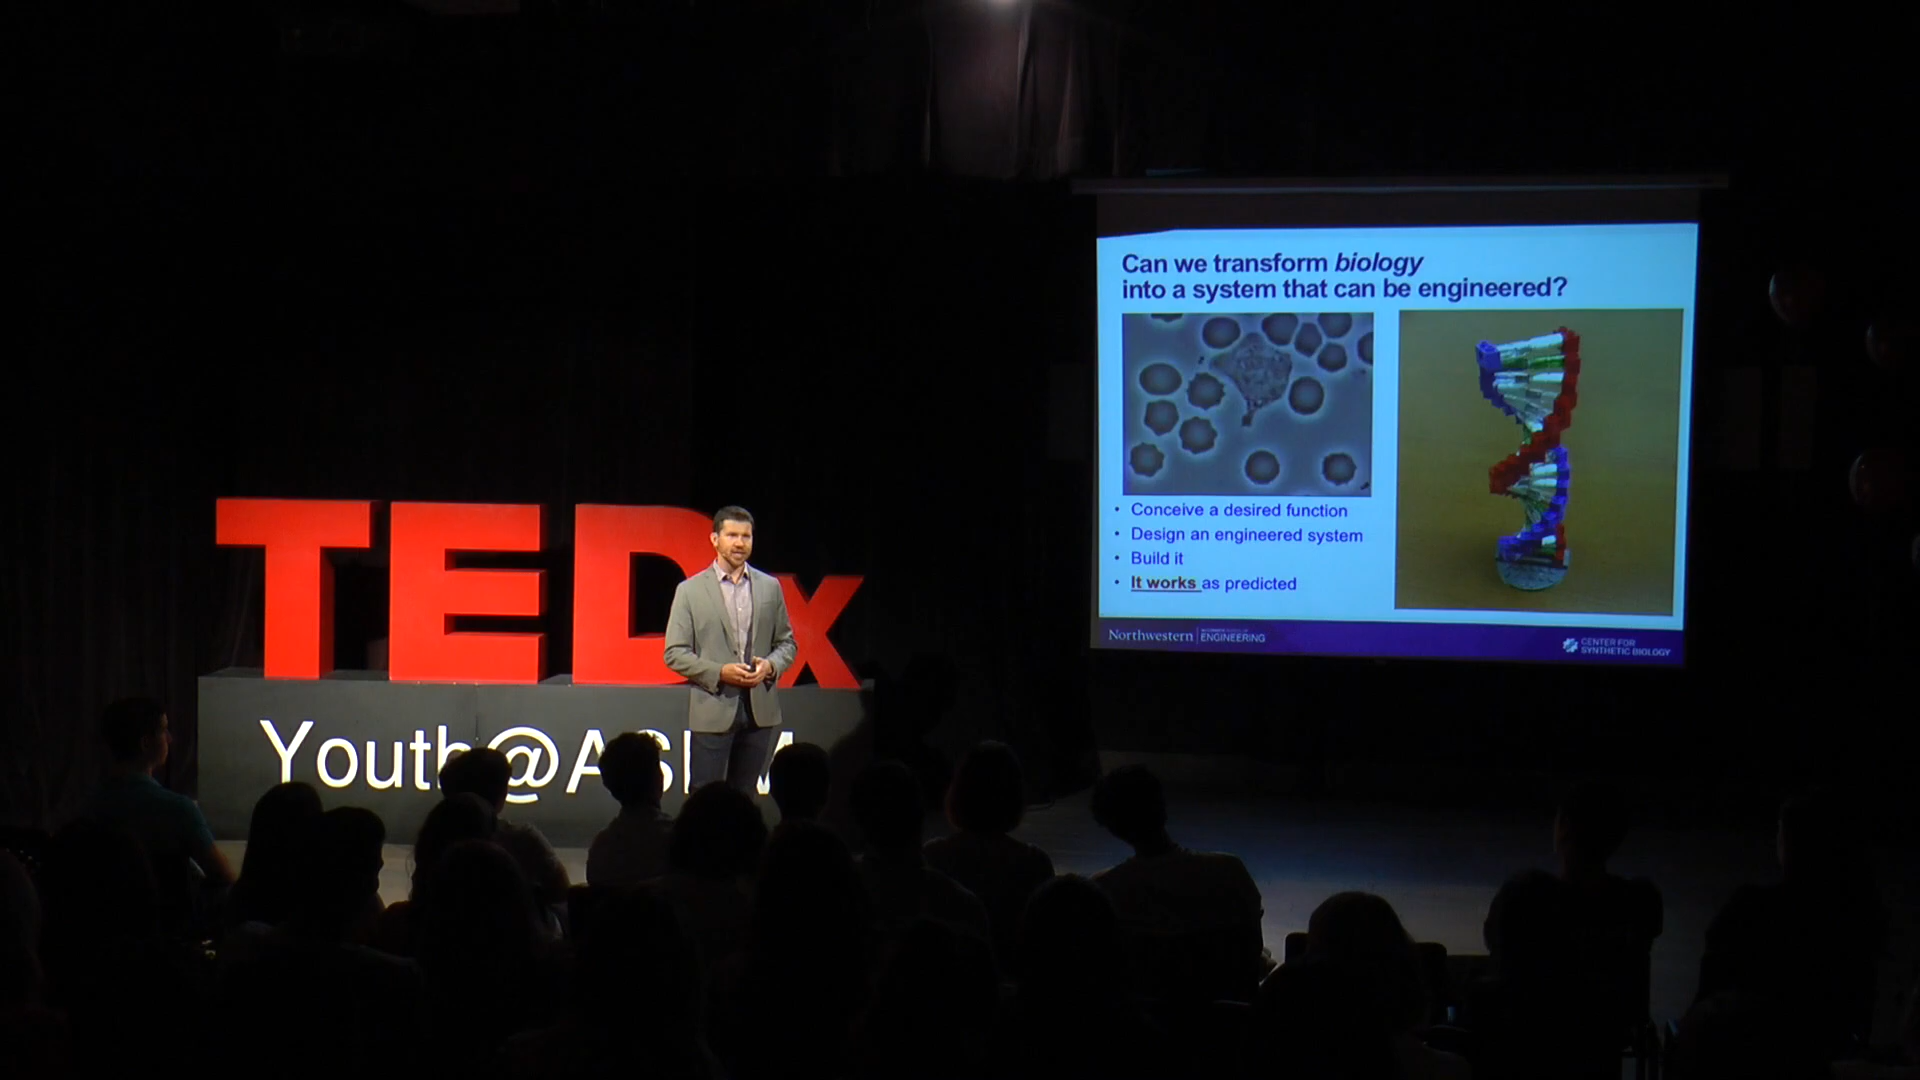 TEDx
Youth@AS
Can we transform biology
into a system that can be engineered?
• Conceive a desired function
• Design an engineered system
• Build it
• It works as predicted
Northwestern
ENGINEERING
CENTER FOR
SYNTHETIC BIOLOGY